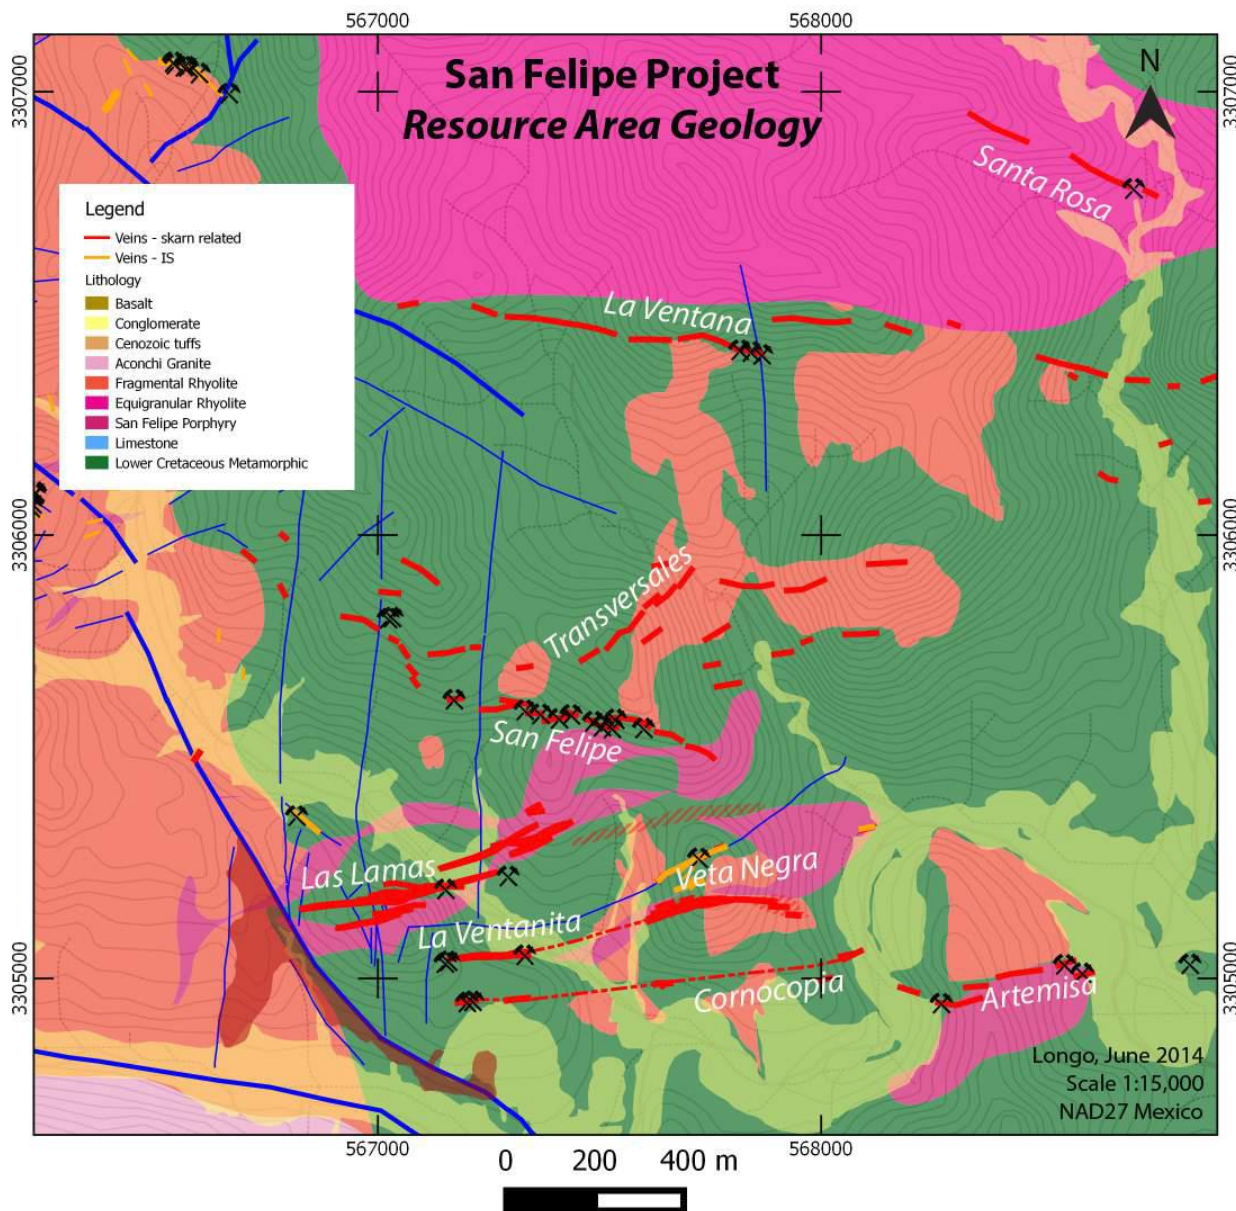 567000
568000
San Felipe Project
Resource Area Geology
N
3307000
3307000
Santa Rosa
Legend
Veins - skarn related
Veins - IS
Lithology
Basalt
Conglomerate
Cenozoic tuffs
Aconchi Granite
Fragmental Rhyolite
Equigranular Rhyolite
San Felipe Porphyry
Limestone
Lower Cretaceous Metamorphic
La Ventana
3306000
3306000
Transversales
San Felipe
Las Lamas
Veta Negra
La Ventanita
3305000
3305000
Cornocopia
Artemisa
Longo, June 2014
Scale 1:15,000
NAD27 Mexico
567000
568000
0 200 400 m